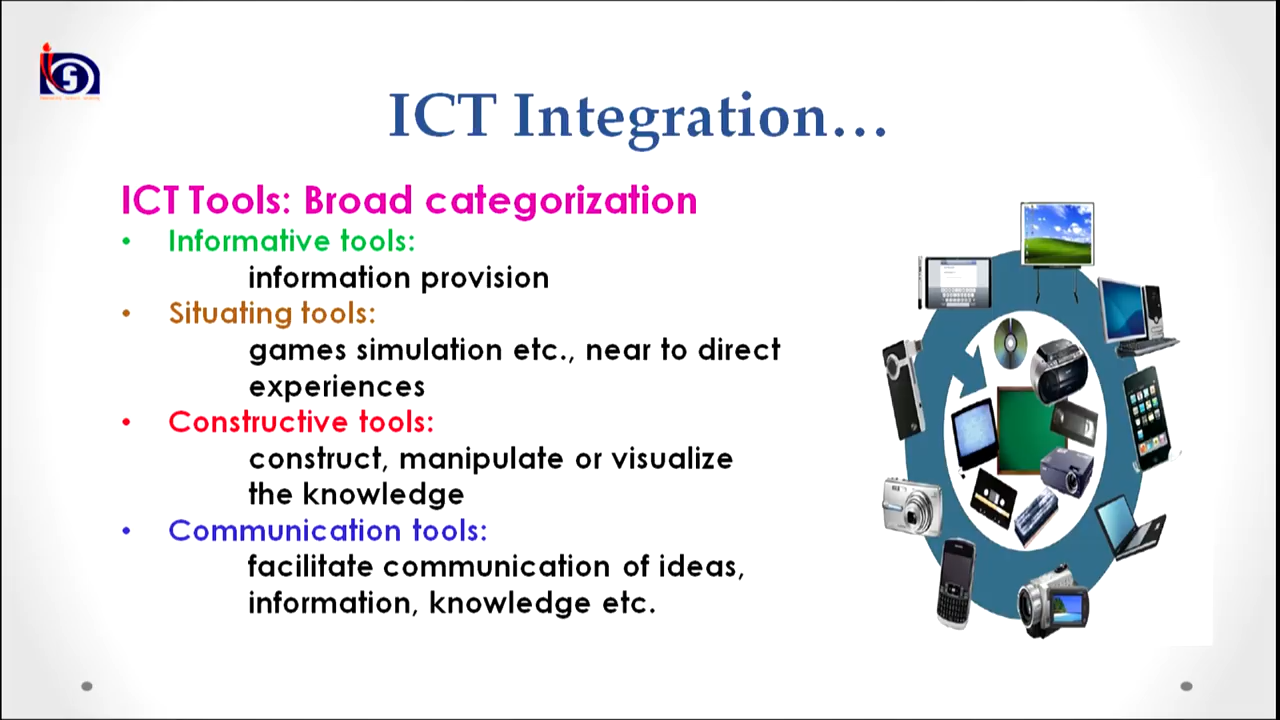 ICT Integration…
ICT Tools: Broad categorization
• Informative tools:
information provision
• Situating tools:
games simulation etc., near to direct
experiences
• Constructive tools:
construct, manipulate or visualize
the knowledge
• Communication tools:
facilitate communication of ideas,
information, knowledge etc.